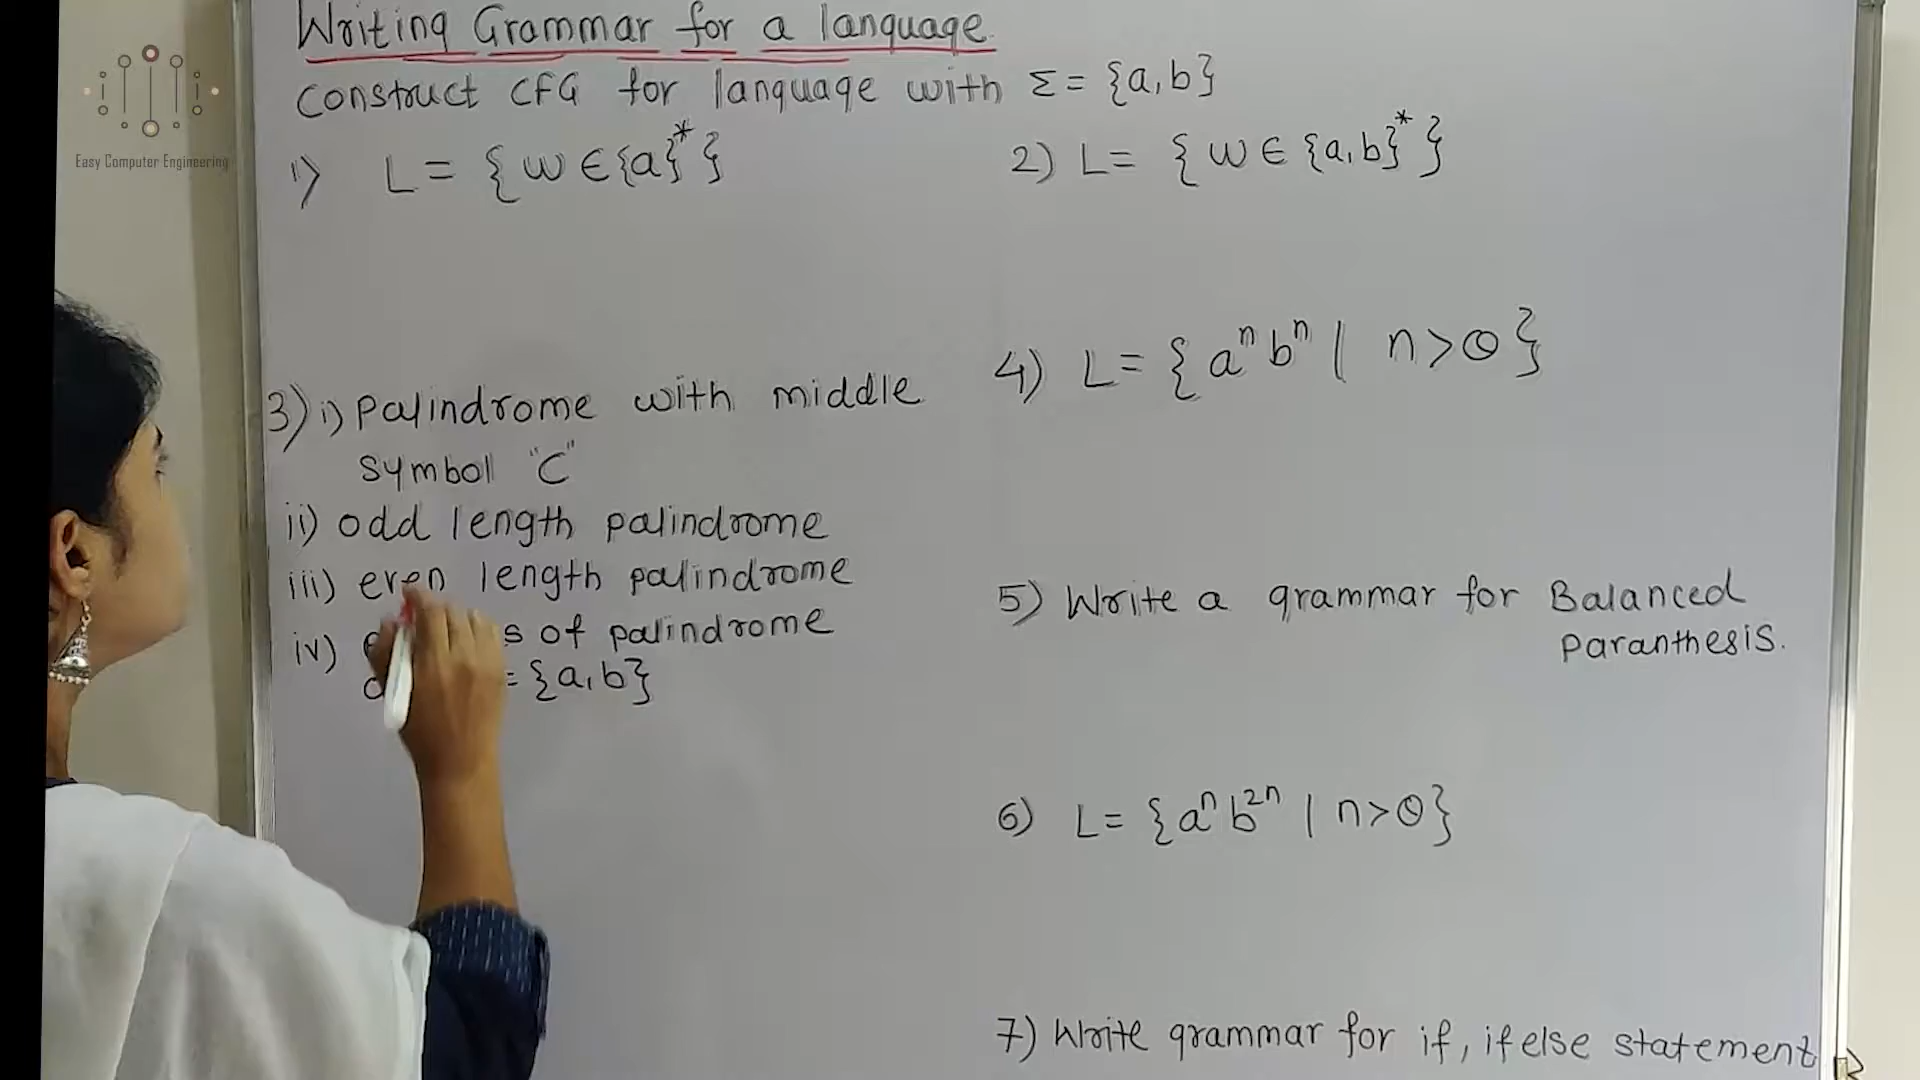 Writing Grammar for a language
Construct CFG for language with Σ = {a,b}
Easy Computer Engineering
1) L = {w ∈ {a}* }
2) L = {w ∈ {a,b}* }
3) i) palindrome with middle
symbol "C"
ii) odd length palindrome
iii) even length palindrome
iv) s of palindrome
= {a,b}
4) L = {aⁿbⁿ | n>0}
5) Write a grammar for Balanced
paranthesis.
6) L = {aⁿb²ⁿ | n>0}
7) Write grammar for if, if else statement